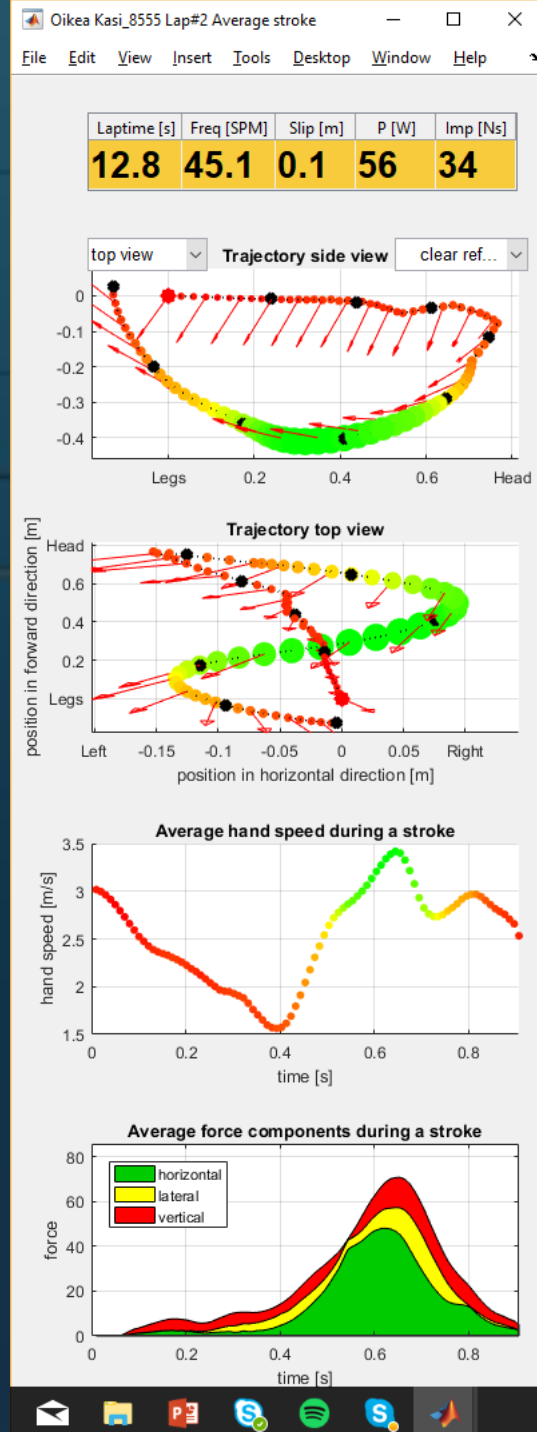 Oikea Kasi_8555 Lap#2 Average stroke
File Edit View Insert Tools Desktop Window Help
Laptime [s] Freq [SPM] Slip [m] P [W] Imp [Ns]
12.8 45.1 0.1 56 34
top view Trajectory side view clear ref...
0
-0.1
-0.2
-0.3
-0.4
Legs 0.2 0.4 0.6 Head
Trajectory top view
position in forward direction [m]
Head
0.6
0.4
0.2
Legs
Left -0.15 -0.1 -0.05 0 0.05 Right
position in horizontal direction [m]
Average hand speed during a stroke
hand speed [m/s]
3.5
3
2.5
2
1.5
0 0.2 0.4 0.6 0.8
time [s]
Average force components during a stroke
force
80
60
40
20
0
horizontal
lateral
vertical
0 0.2 0.4 0.6 0.8
time [s]